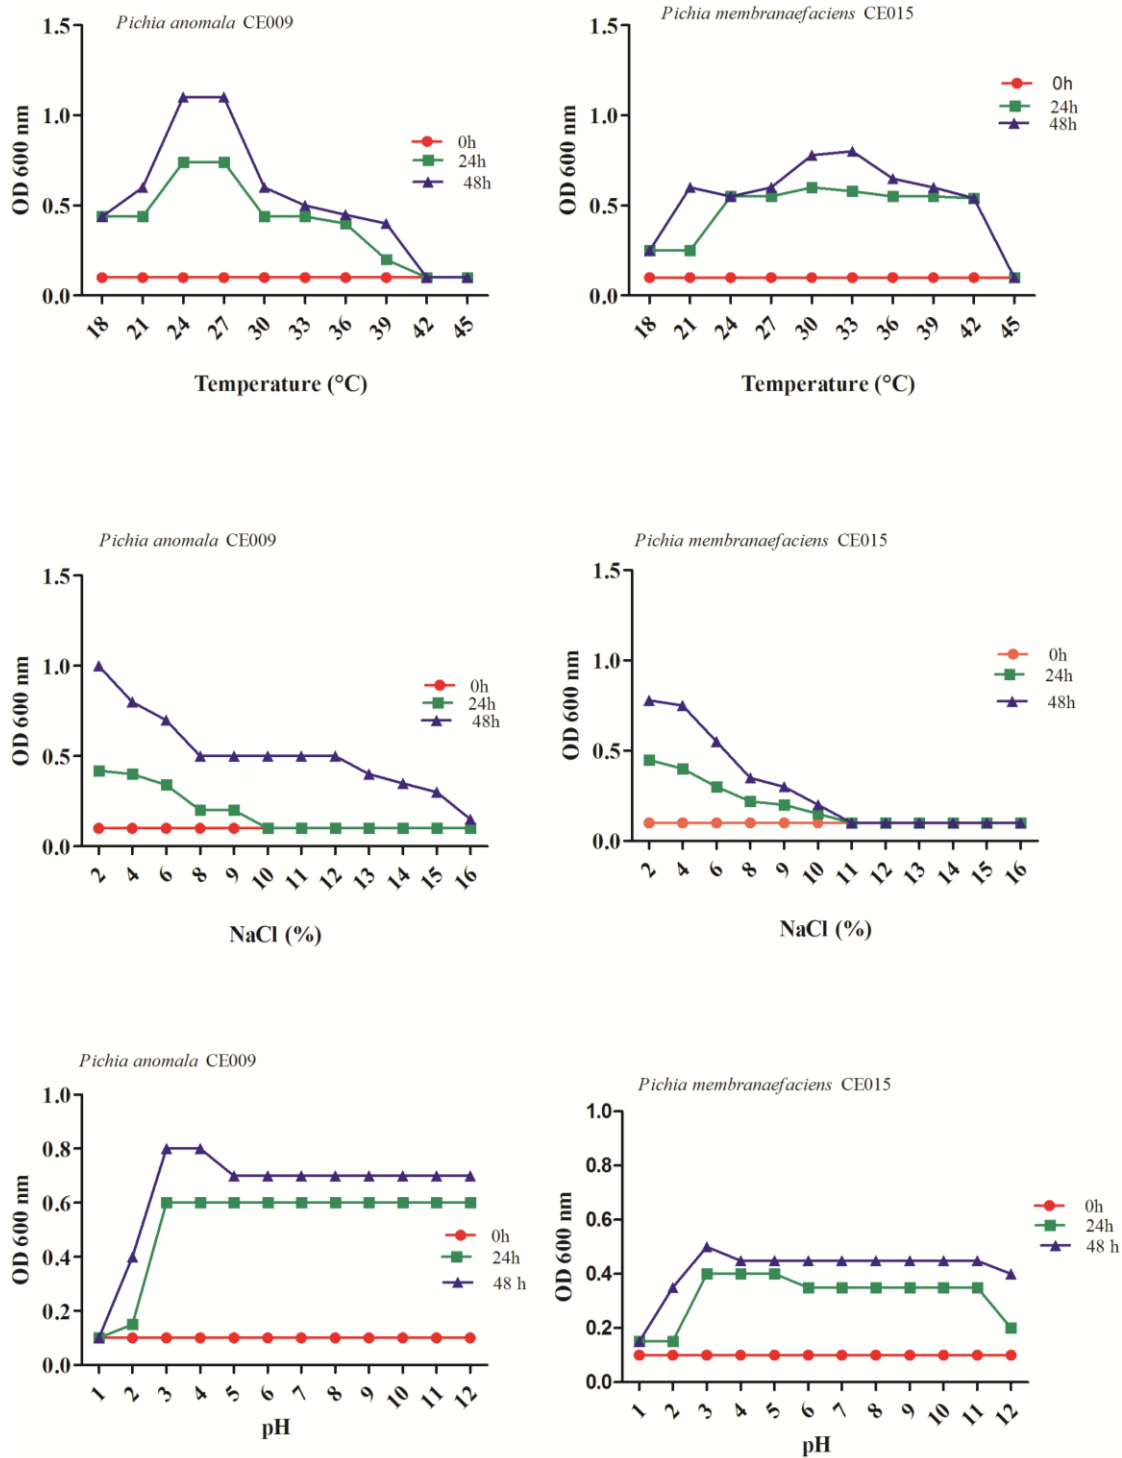 Pichia anomala CE009
1.5
1.0
0.5
0.0
OD 600 nm
18 21 24 27 30 33 36 39 42 45
Temperature (°C)
0h
24h
48h
Pichia membranaefaciens CE015
1.5
1.0
0.5
0.0
OD 600 nm
18 21 24 27 30 33 36 39 42 45
Temperature (°C)
0h
24h
48h
Pichia anomala CE009
1.5
1.0
0.5
0.0
OD 600 nm
2 4 6 8 9 10 11 12 13 14 15 16
NaCl (%)
0h
24h
48h
Pichia membranaefaciens CE015
1.5
1.0
0.5
0.0
OD 600 nm
2 4 6 8 9 10 11 12 13 14 15 16
NaCl (%)
0h
24h
48h
Pichia anomala CE009
1.0
0.8
0.6
0.4
0.2
0.0
OD 600 nm
1 2 3 4 5 6 7 8 9 10 11 12
pH
0h
24h
48 h
Pichia membranaefaciens CE015
1.0
0.8
0.6
0.4
0.2
0.0
OD 600 nm
1 2 3 4 5 6 7 8 9 10 11 12
pH
0h
24h
48 h